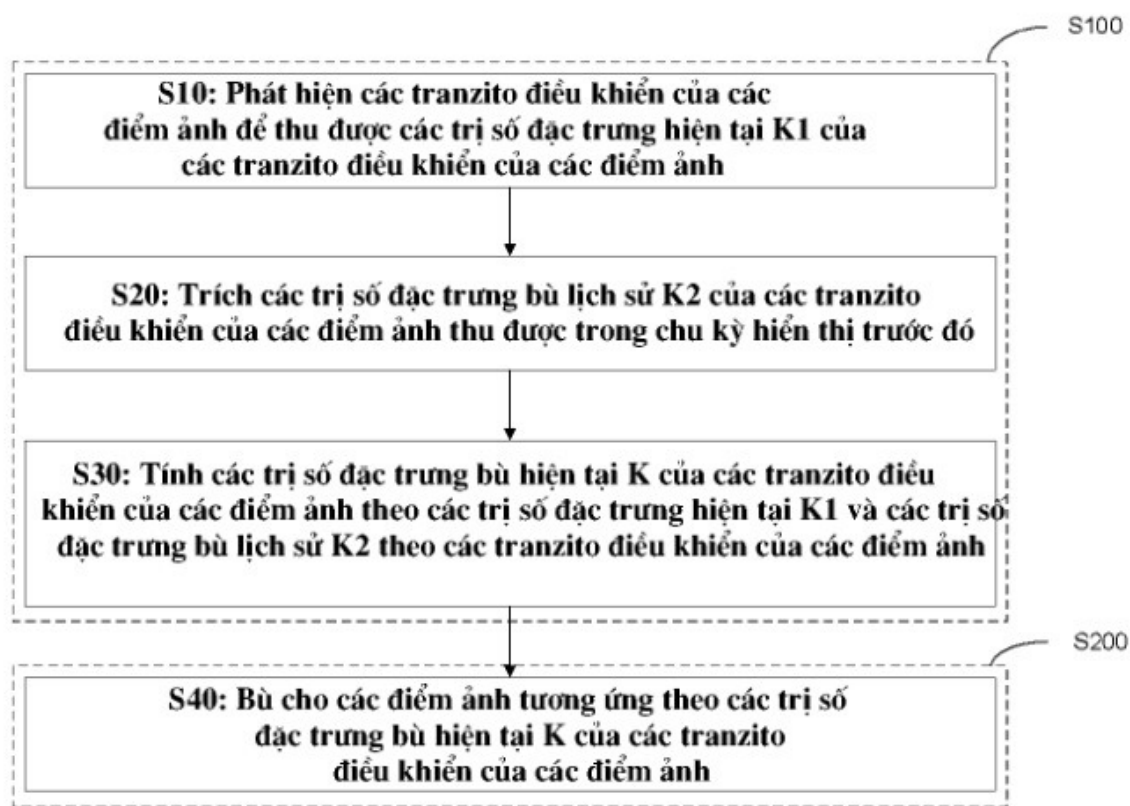 S100
S10: Phát hiện các tranzito điều khiển của các
điểm ảnh để thu được các trị số đặc trưng hiện tại K1 của
các tranzito điều khiển của các điểm ảnh
S20: Trích các trị số đặc trưng bù lịch sử K2 của các tranzito
điều khiển của các điểm ảnh thu được trong chu kỳ hiển thị trước đó
S30: Tính các trị số đặc trưng bù hiện tại K của các tranzito điều
khiển của các điểm ảnh theo các trị số đặc trưng hiện tại K1 và các trị số
đặc trưng bù lịch sử K2 theo các tranzito điều khiển của các điểm ảnh
S200
S40: Bù cho các điểm ảnh tương ứng theo các trị số
đặc trưng bù hiện tại K của các tranzito
điều khiển của các điểm ảnh